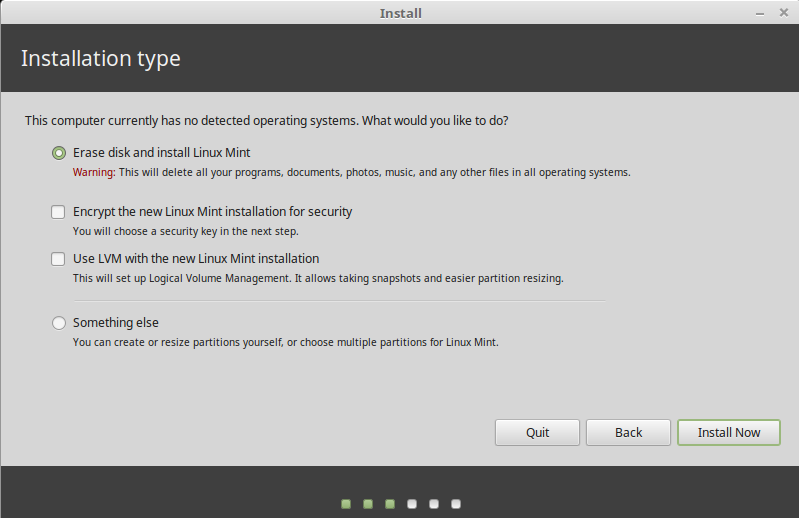 Install
Installation type
This computer currently has no detected operating systems. What would you like to do?
Erase disk and install Linux Mint
Warning: This will delete all your programs, documents, photos, music, and any other files in all operating systems.
Encrypt the new Linux Mint installation for security
You will choose a security key in the next step.
Use LVM with the new Linux Mint installation
This will set up Logical Volume Management. It allows taking snapshots and easier partition resizing.
Something else
You can create or resize partitions yourself, or choose multiple partitions for Linux Mint.
Quit Back Install Now